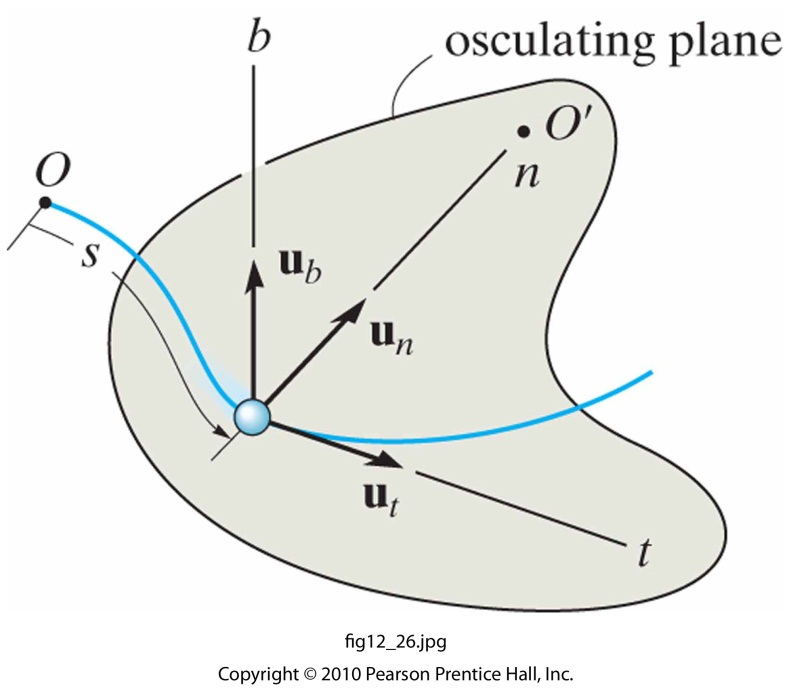 b
osculating plane
O
O′
n
s
u_b
u_n
u_t
t
fig12_26.jpg
Copyright © 2010 Pearson Prentice Hall, Inc.